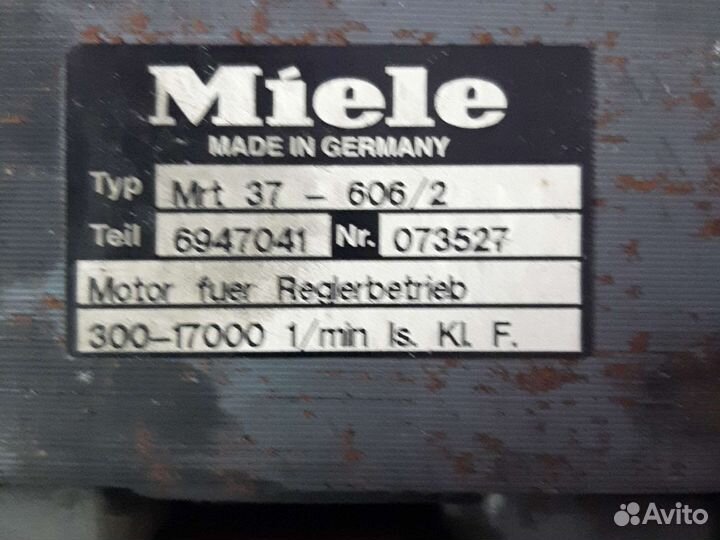 Miele
MADE IN GERMANY
Typ Mrt 37 - 606/2
Teil 6947041 Nr. 073527
Motor fuer Reglerbetrieb
300-17000 1/min Is. Kl. F.
Avito